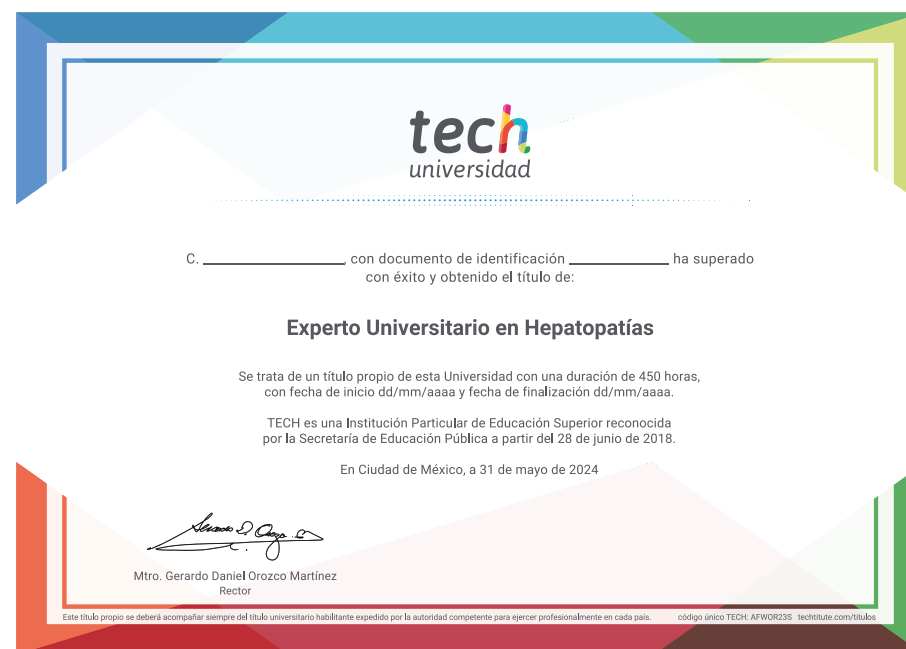 tech
universidad
C. ____________________, con documento de identificación ______________ ha superado
con éxito y obtenido el título de:
Experto Universitario en Hepatopatías
Se trata de un título propio de esta Universidad con una duración de 450 horas,
con fecha de inicio dd/mm/aaaa y fecha de finalización dd/mm/aaaa.
TECH es una Institución Particular de Educación Superior reconocida
por la Secretaría de Educación Pública a partir del 28 de junio de 2018.
En Ciudad de México, a 31 de mayo de 2024
Mtro. Gerardo Daniel Orozco Martínez
Rector
Este título propio se deberá acompañar siempre del título universitario habilitante expedido por la autoridad competente para ejercer profesionalmente en cada país. código único TECH: AFWOR23S techtitute.com/titulos